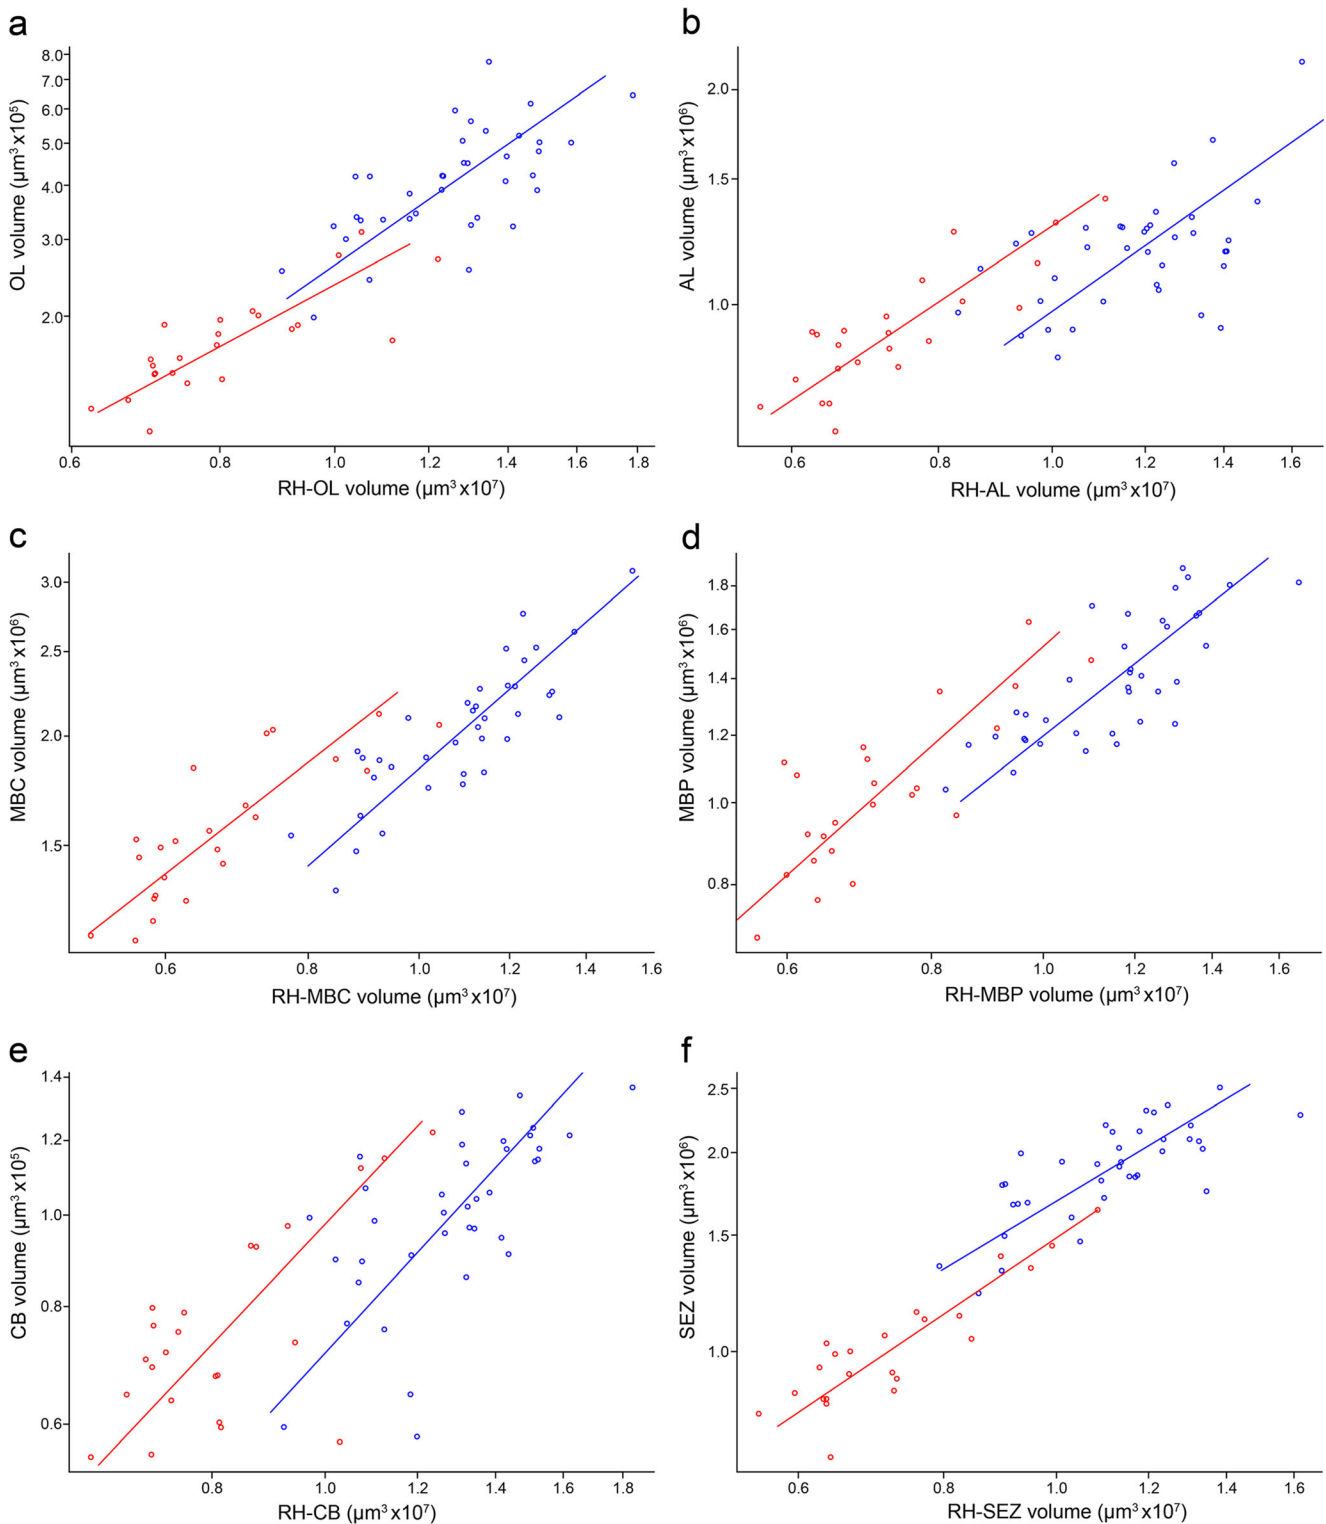 a
8.0
7.0
6.0
5.0
4.0
3.0
2.0
OL volume (µm³ x10⁵)
0.6 0.8 1.0 1.2 1.4 1.6 1.8
RH-OL volume (µm³ x10⁷)
b
2.0
1.5
1.0
AL volume (µm³ x10⁶)
0.6 0.8 1.0 1.2 1.4 1.6
RH-AL volume (µm³ x10⁷)
c
3.0
2.5
2.0
1.5
MBC volume (µm³ x10⁶)
0.6 0.8 1.0 1.2 1.4 1.6
RH-MBC volume (µm³ x10⁷)
d
1.8
1.6
1.4
1.2
1.0
0.8
MBP volume (µm³ x10⁶)
0.6 0.8 1.0 1.2 1.4 1.6
RH-MBP volume (µm³ x10⁷)
e
1.4
1.2
1.0
0.8
0.6
CB volume (µm³ x10⁵)
0.8 1.0 1.2 1.4 1.6 1.8
RH-CB (µm³ x10⁷)
f
2.5
2.0
1.5
1.0
SEZ volume (µm³ x10⁶)
0.6 0.8 1.0 1.2 1.4 1.6
RH-SEZ volume (µm³ x10⁷)